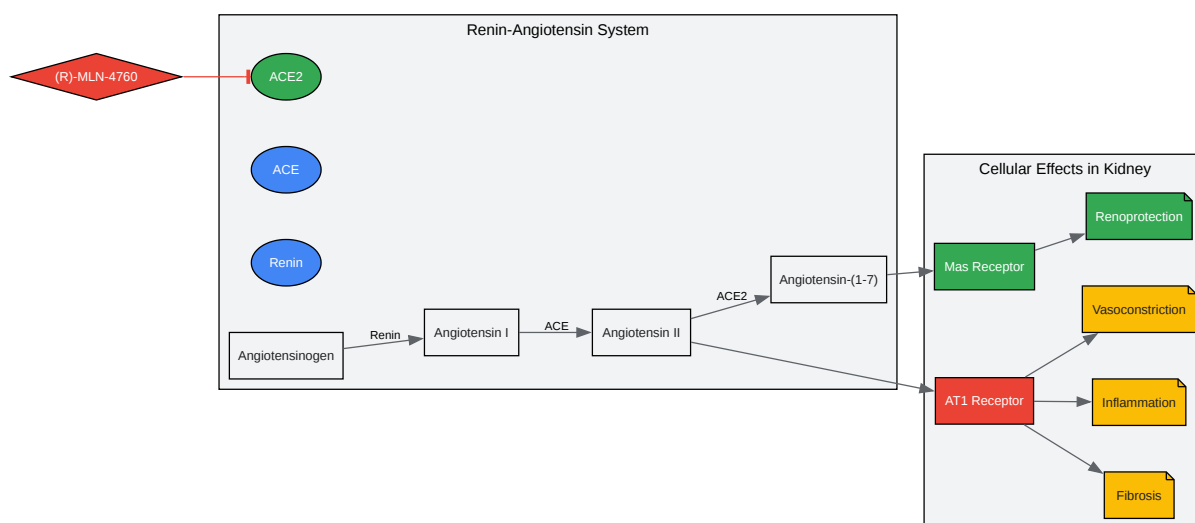 Renin-Angiotensin System
(R)-MLN-4760
ACE2
ACE
Renin
Angiotensinogen
Renin
Angiotensin I
ACE
Angiotensin II
ACE2
Angiotensin-(1-7)
Cellular Effects in Kidney
Mas Receptor
Renoprotection
AT1 Receptor
Vasoconstriction
Inflammation
Fibrosis